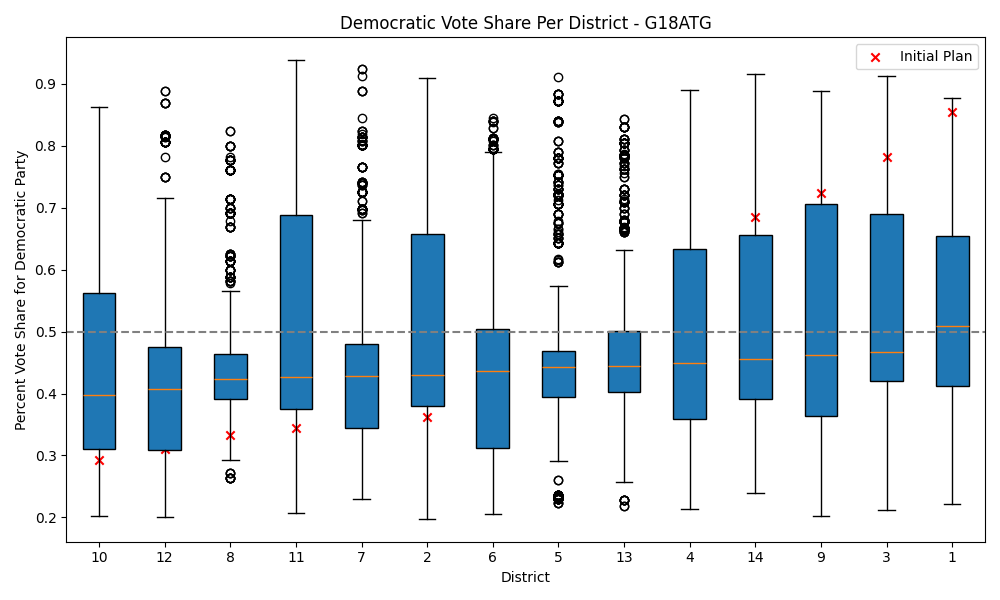 Democratic Vote Share Per District - G18ATG
Initial Plan
Percent Vote Share for Democratic Party
0.9
0.8
0.7
0.6
0.5
0.4
0.3
0.2
10 12 8 11 7 2 6 5 13 4 14 9 3 1
District